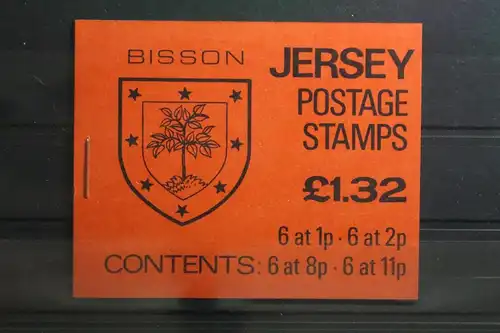 BISSON
JERSEY
POSTAGE
STAMPS
£1.32
6 at 1p · 6 at 2p
CONTENTS: 6 at 8p · 6 at 11p